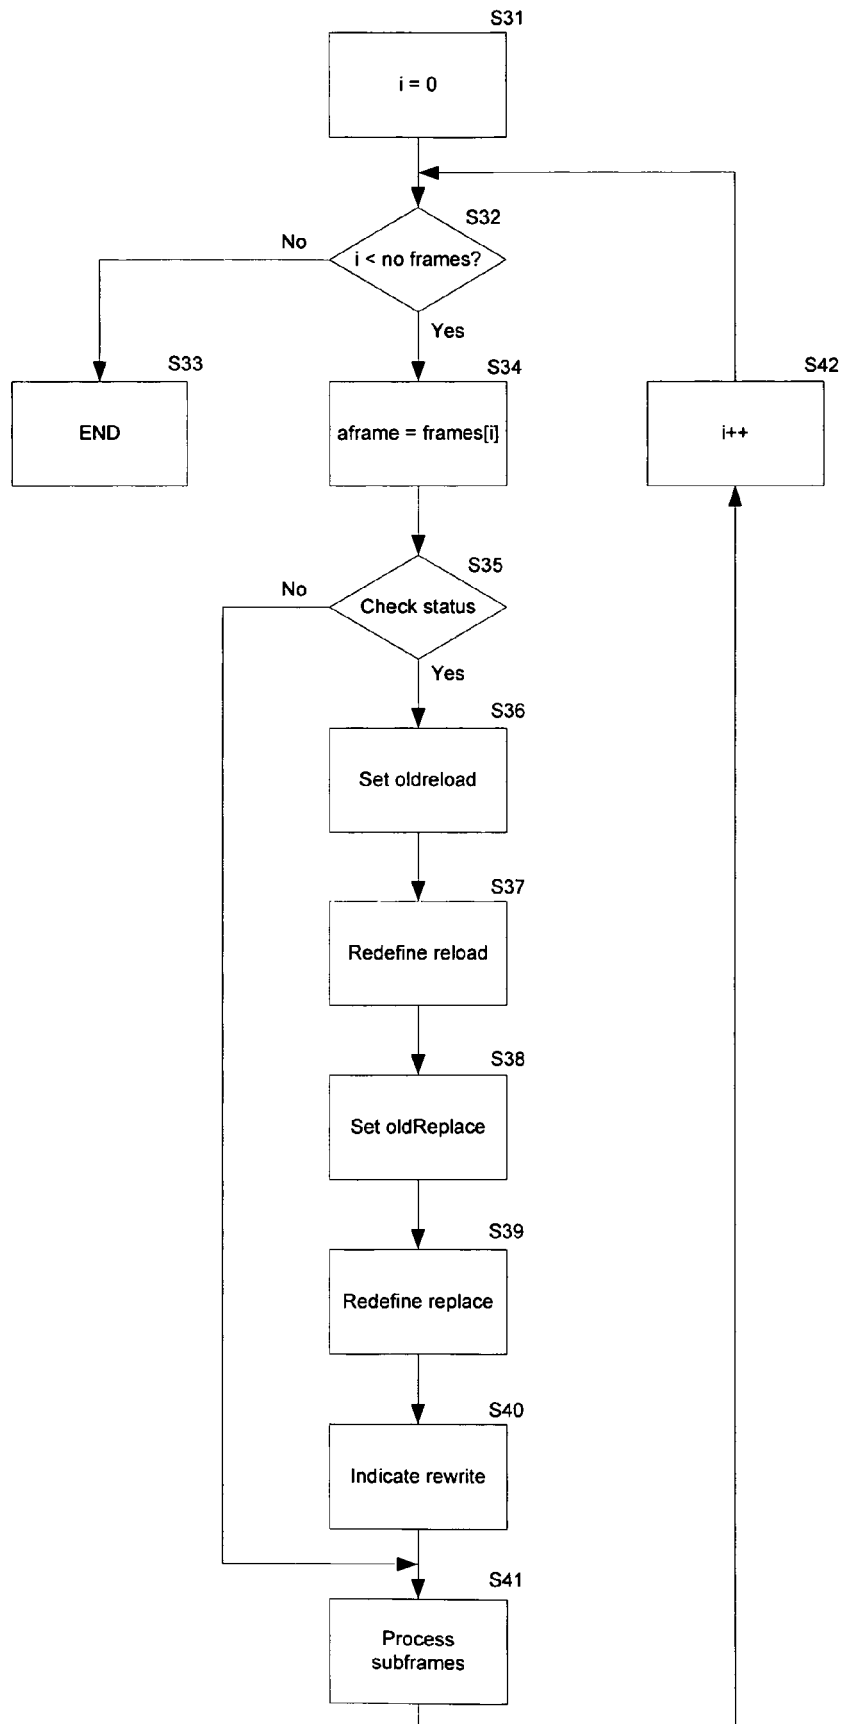 S31
i = 0
S32
No
i < no frames?
Yes
S33
S34
S42
END
aframe = frames[i]
i++
S35
No
Check status
Yes
S36
Set oldreload
S37
Redefine reload
S38
Set oldReplace
S39
Redefine replace
S40
Indicate rewrite
S41
Process
subframes